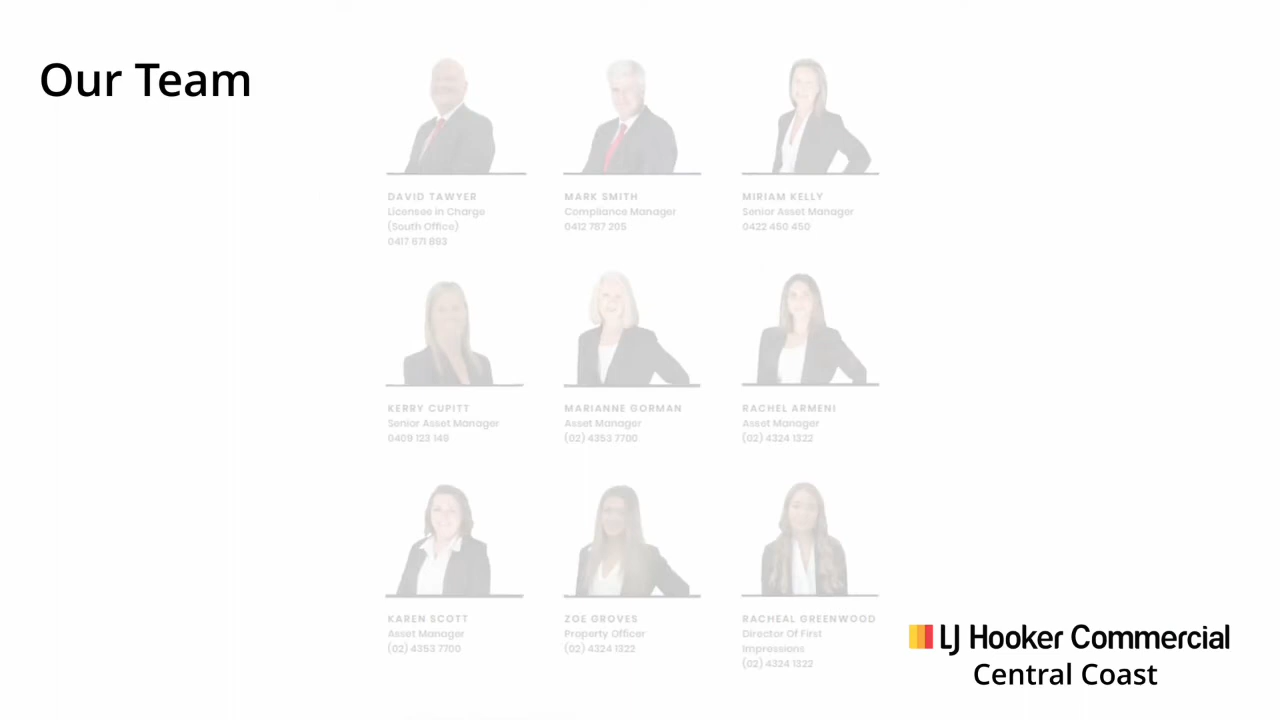 Our Team
DAVID TAWYER
Licensee in Charge
(South Office)
0417 671 893
MARK SMITH
Compliance Manager
0412 787 205
MIRIAM KELLY
Senior Asset Manager
0422 450 450
KERRY CUPITT
Senior Asset Manager
0409 123 149
MARIANNE GORMAN
Asset Manager
(02) 4353 7700
RACHEL ARMENI
Asset Manager
(02) 4324 1322
KAREN SCOTT
Asset Manager
(02) 4353 7700
ZOE GROVES
Property Officer
(02) 4324 1322
RACHEAL GREENWOOD
Director Of First
Impressions
(02) 4324 1322
LJ Hooker Commercial
Central Coast